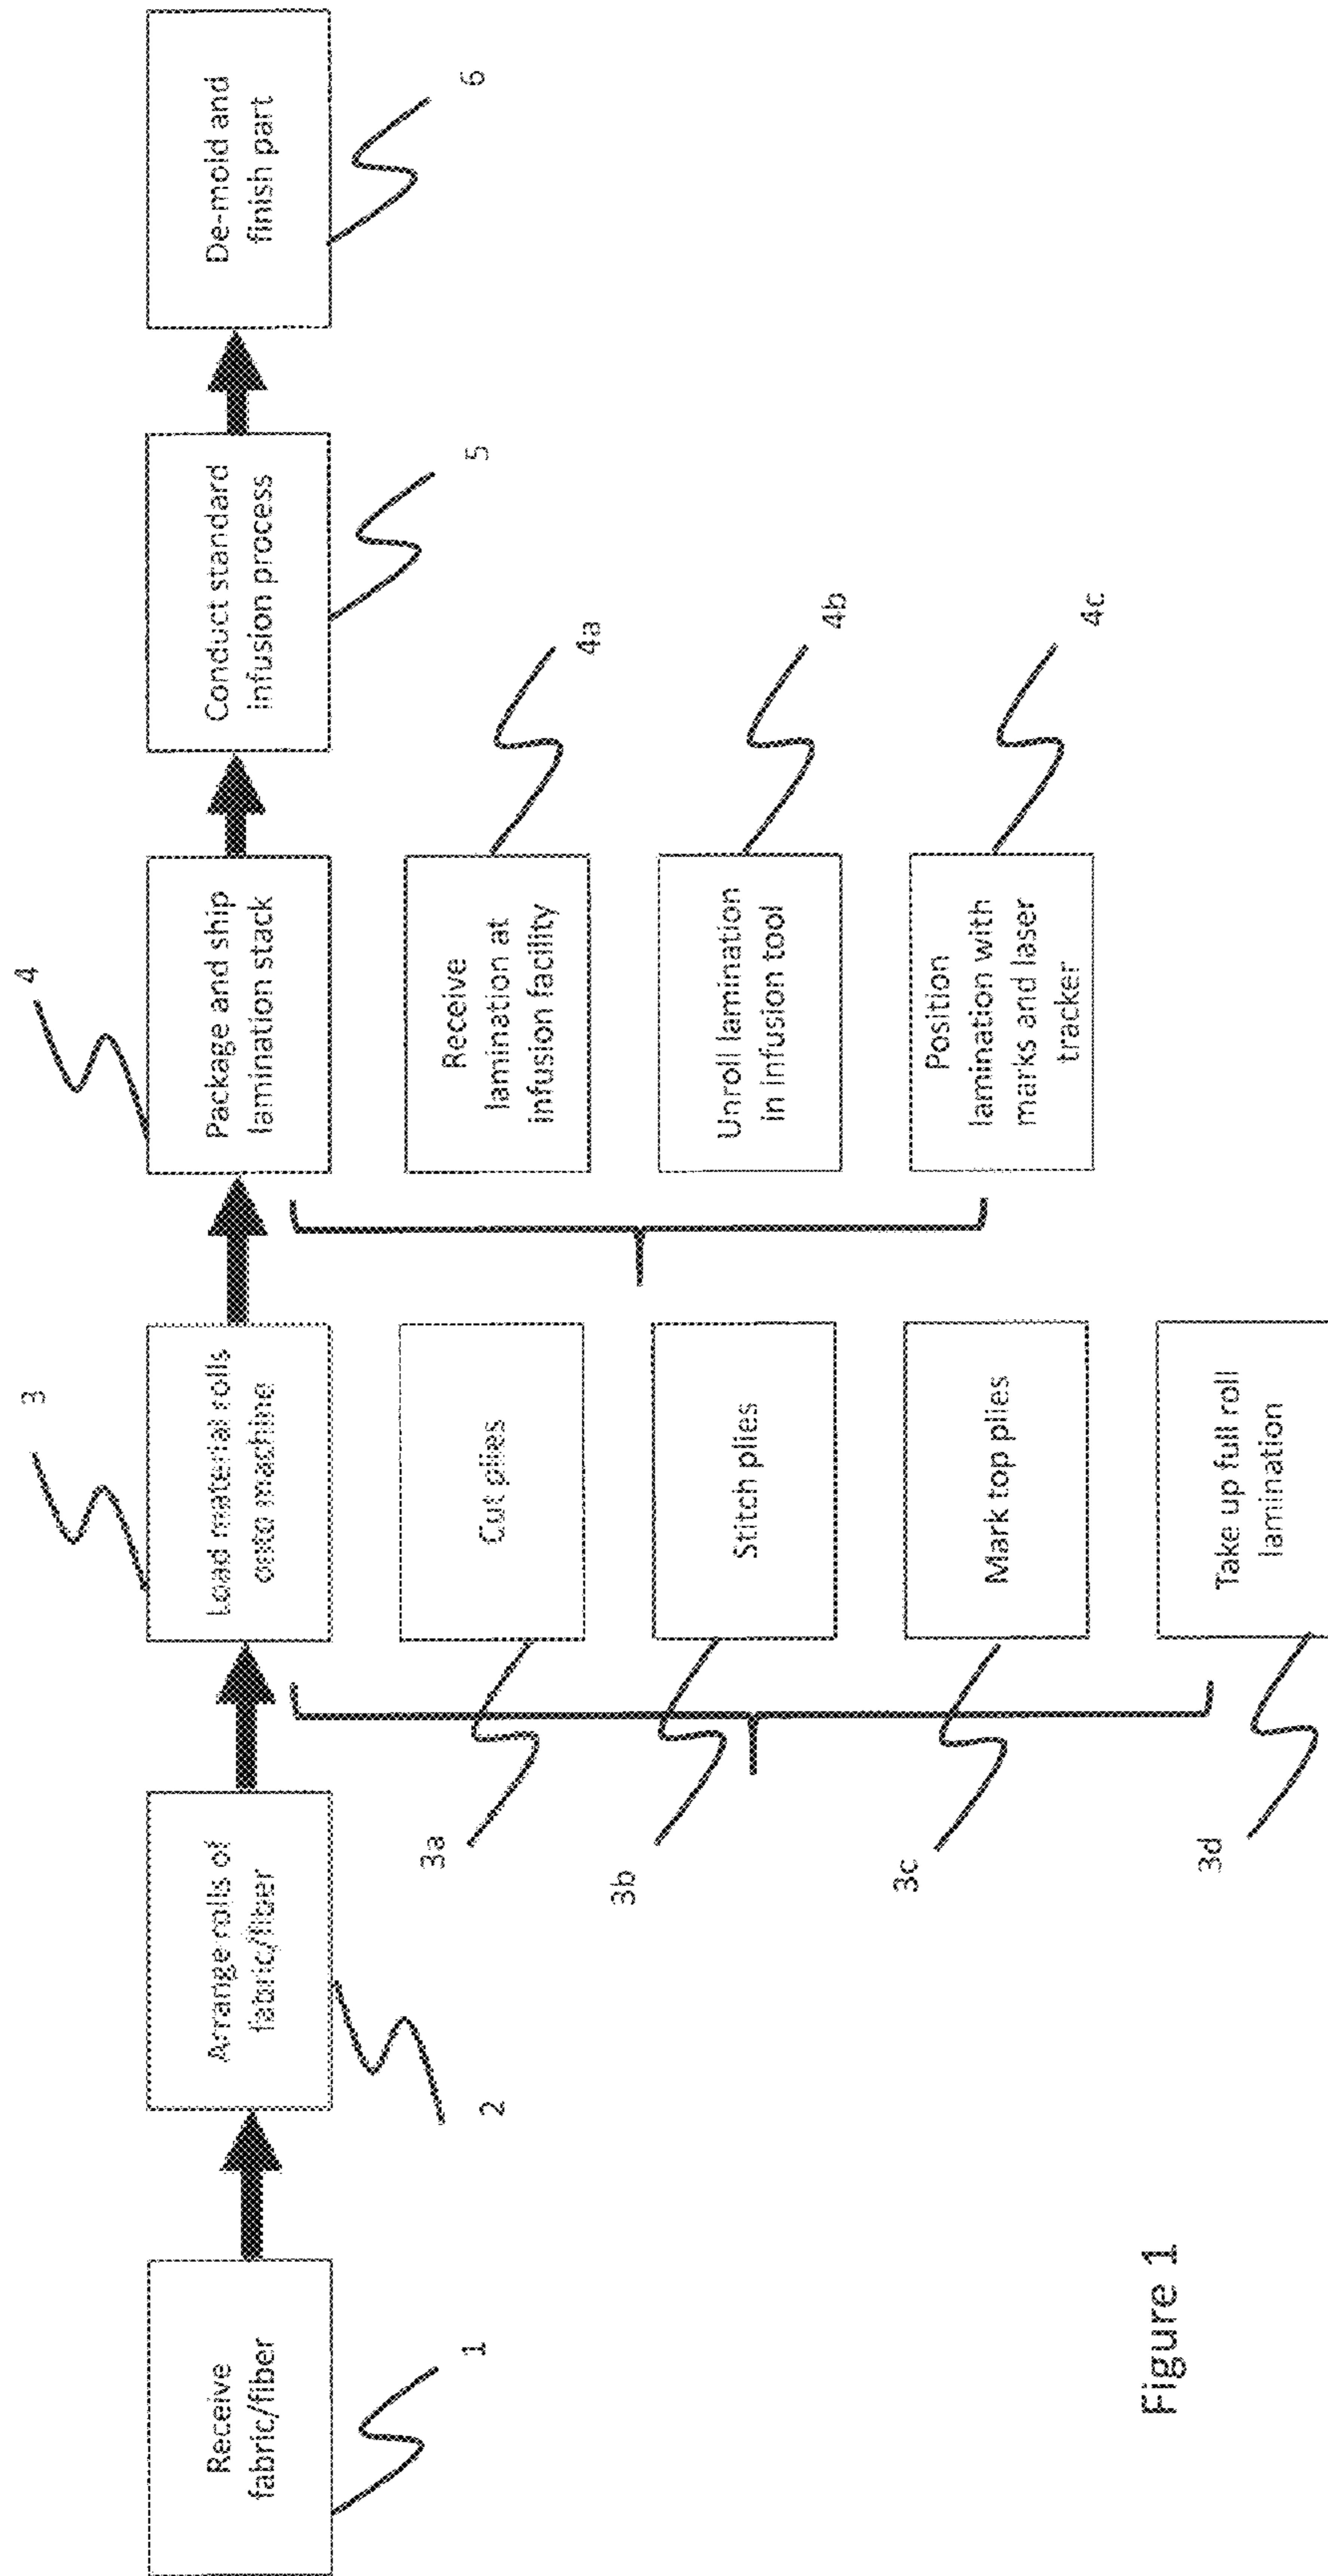 Receive
fabric/fiber
1
Arrange rolls of
fabric/fiber
2
Load material rolls
onto machine
3
Cut plies
3a
Stitch plies
3b
Mark top plies
3c
Take up full roll
lamination
3d
Package and ship
lamination stack
4
Receive
lamination at
infusion facility
4a
Unroll lamination
in infusion tool
4b
Position
lamination with
marks and laser
tracker
4c
Conduct standard
infusion process
5
De-mold and
finish part
6
Figure 1